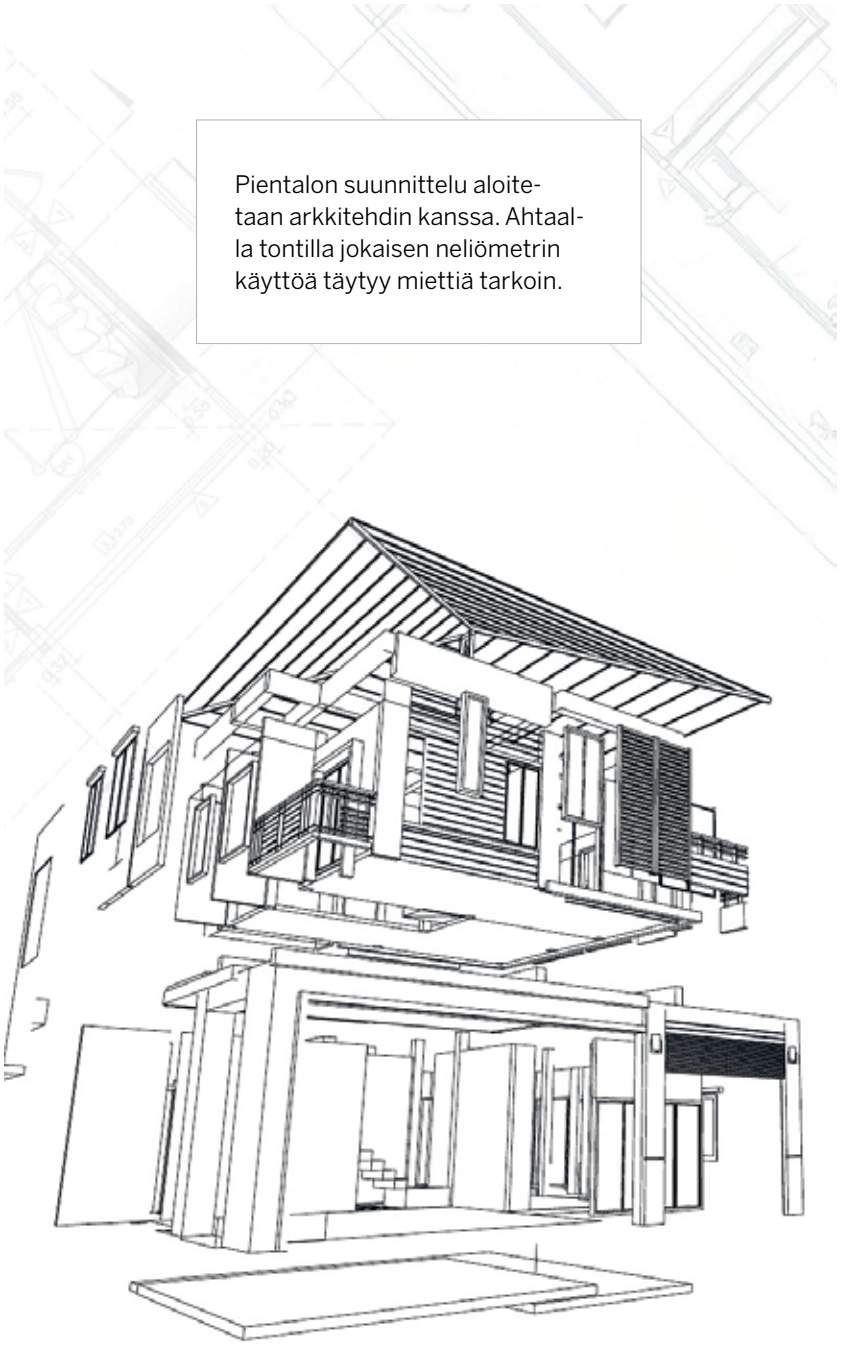 Pientalon suunnittelu aloite-
taan arkkitehdin kanssa. Ahtaal-
la tontilla jokaisen neliömetrin
käyttöä täytyy miettiä tarkoin.